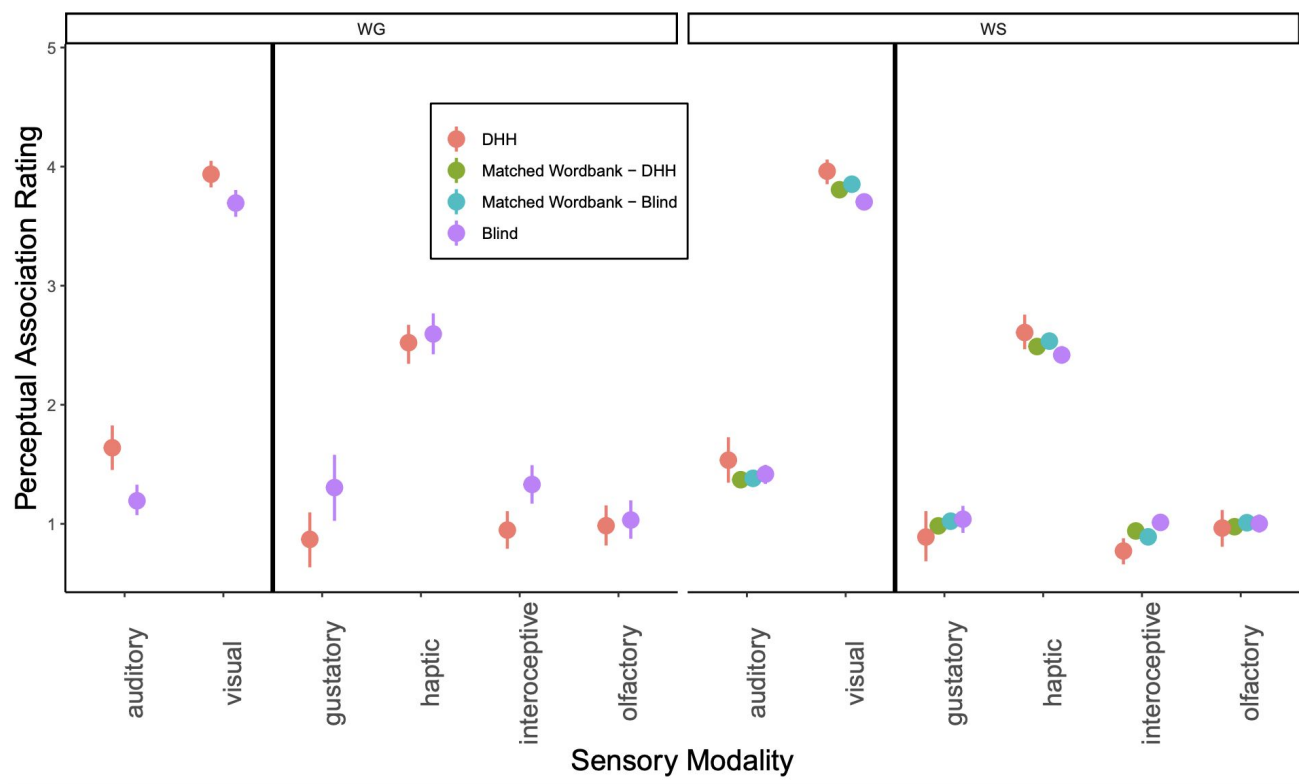 WG
WS
Perceptual Association Rating
5
4
3
2
1
DHH
Matched Wordbank − DHH
Matched Wordbank − Blind
Blind
auditory
visual
gustatory
haptic
interoceptive
olfactory
auditory
visual
gustatory
haptic
interoceptive
olfactory
Sensory Modality